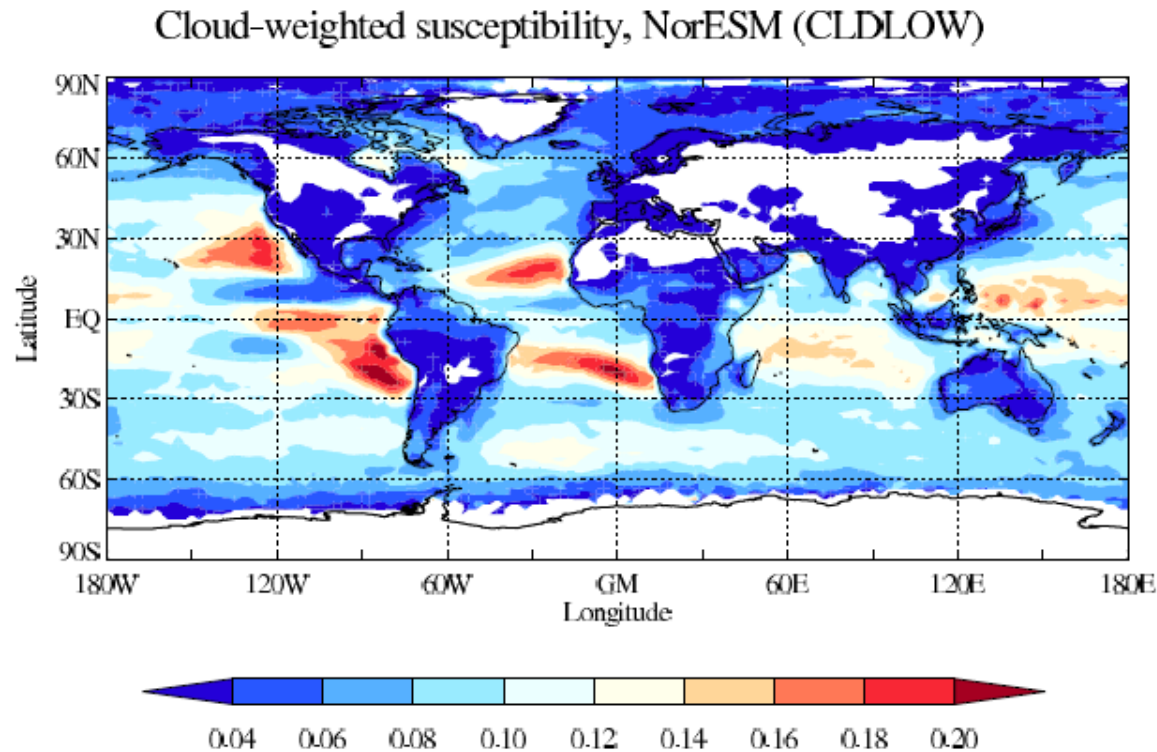 Cloud-weighted susceptibility, NorESM (CLDLOW)
90N
60N
30N
EQ
30S
60S
90S
Latitude
180W 120W 60W GM 60E 120E 180E
Longitude
0.04 0.06 0.08 0.10 0.12 0.14 0.16 0.18 0.20